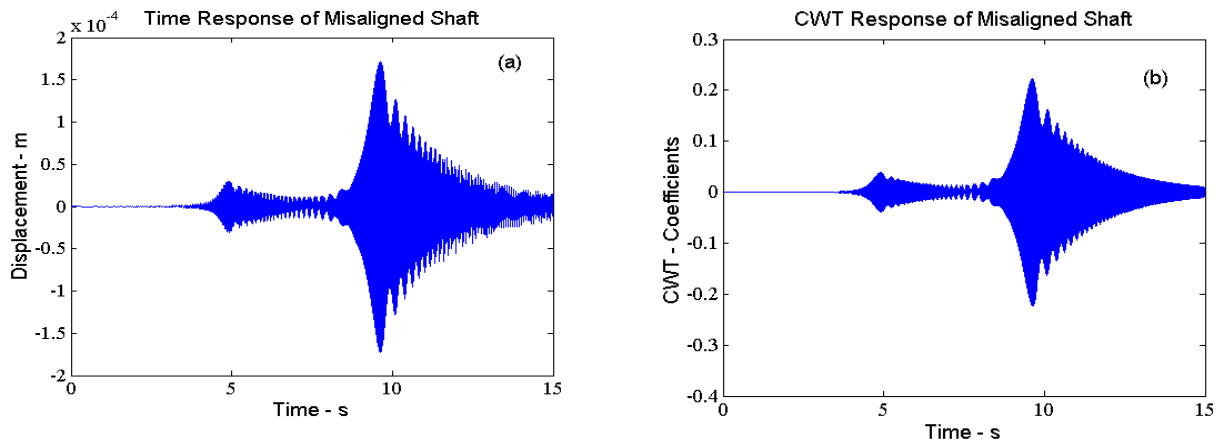 Time Response of Misaligned Shaft
x 10-4
2
1.5
1
0.5
0
-0.5
-1
-1.5
-2
0
5
10
15
Displacement - m
Time - s
(a)
CWT Response of Misaligned Shaft
0.3
0.2
0.1
0
-0.1
-0.2
-0.3
-0.4
0
5
10
15
CWT - Coefficients
Time - s
(b)